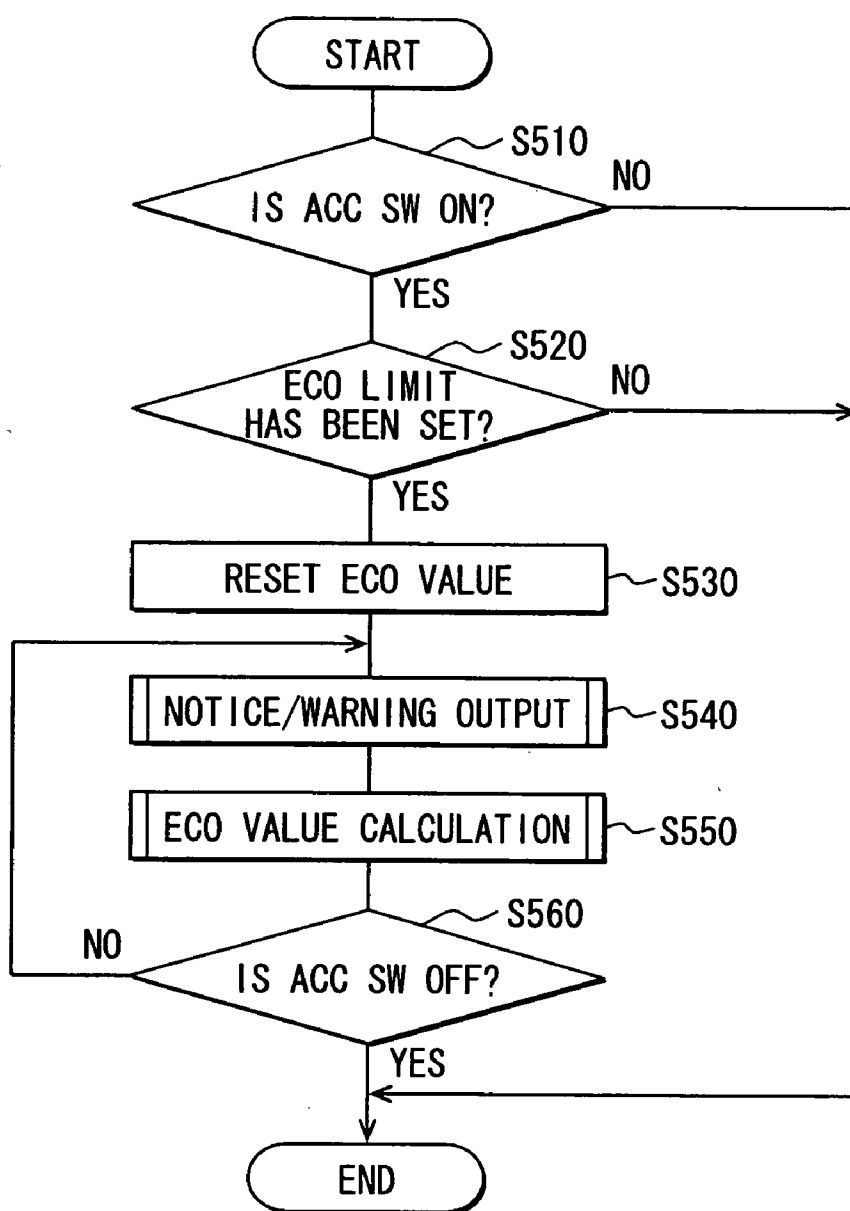 START
S510
IS ACC SW ON?
NO
YES
S520
ECO LIMIT
HAS BEEN SET?
NO
YES
RESET ECO VALUE
S530
NOTICE/WARNING OUTPUT
S540
ECO VALUE CALCULATION
S550
S560
NO
IS ACC SW OFF?
YES
END